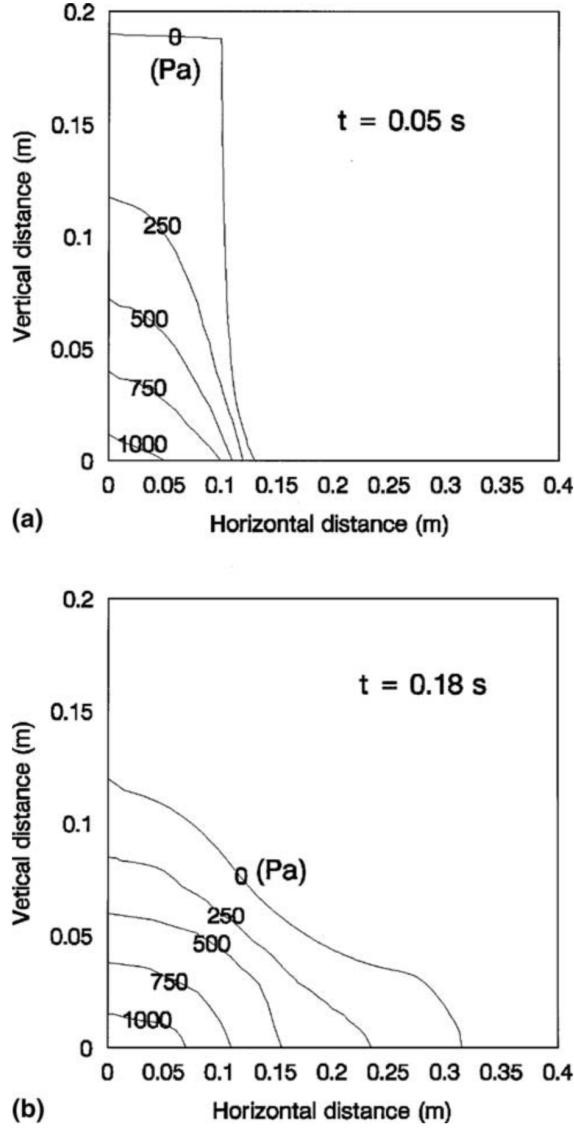 0.2
0
(Pa)
t = 0.05 s
0.15
250
0.1
500
0.05
750
1000
0
0 0.05 0.1 0.15 0.2 0.25 0.3 0.35 0.4
Vertical distance (m)
(a)
Horizontal distance (m)
0.2
t = 0.18 s
0.15
0.1
0 (Pa)
250
0.05
500
750
1000
0
0 0.05 0.1 0.15 0.2 0.25 0.3 0.35 0.4
Vetical distance (m)
(b)
Horizontal distance (m)